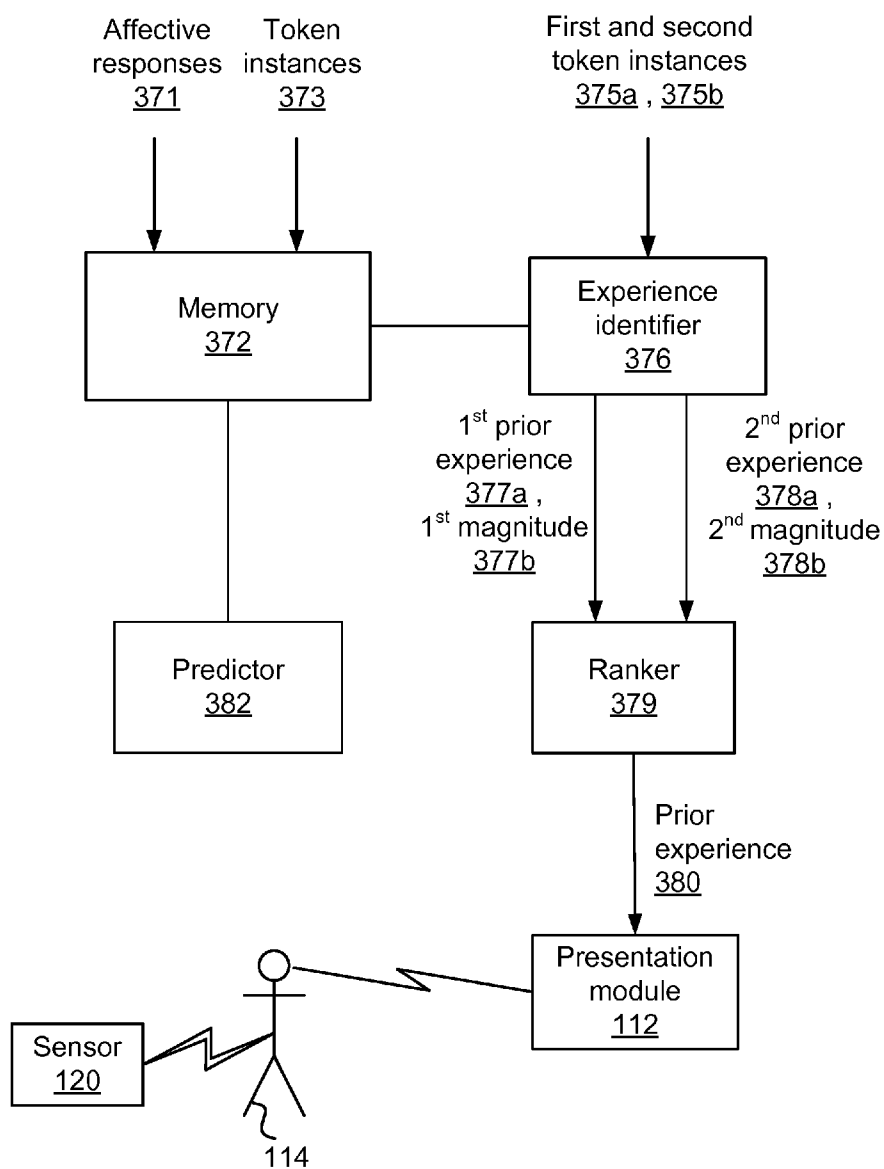 Affective
responses
371
Token
instances
373
First and second
token instances
375a , 375b
Memory
372
Experience
identifier
376
1st prior
experience
377a ,
1st magnitude
377b
2nd prior
experience
378a ,
2nd magnitude
378b
Predictor
382
Ranker
379
Prior
experience
380
Presentation
module
112
Sensor
120
114